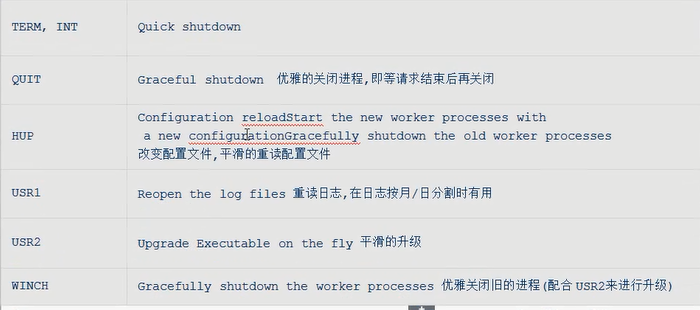 TERM, INT Quick shutdown
QUIT Graceful shutdown 优雅的关闭进程,即等请求结束后再关闭
Configuration reloadStart the new worker processes with
HUP a new configurationGracefully shutdown the old worker processes
改变配置文件,平滑的重读配置文件
USR1 Reopen the log files 重读日志,在日志按月/日分割时有用
USR2 Upgrade Executable on the fly 平滑的升级
WINCH Gracefully shutdown the worker processes 优雅关闭旧的进程(配合USR2来进行升级)